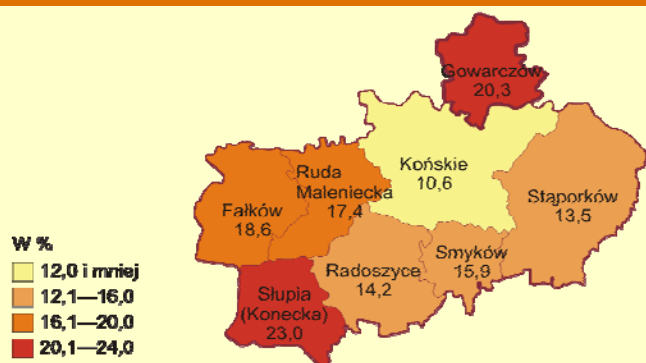 Gowarczów
20,3
Końskie
10,6
Ruda
Maleniecka
17,4
Stąporków
13,5
Fałków
18,6
Smyków
15,9
Radoszyce
14,2
Słupia
(Konecka)
23,0
W %
12,0 i mniej
12,1—16,0
16,1—20,0
20,1—24,0